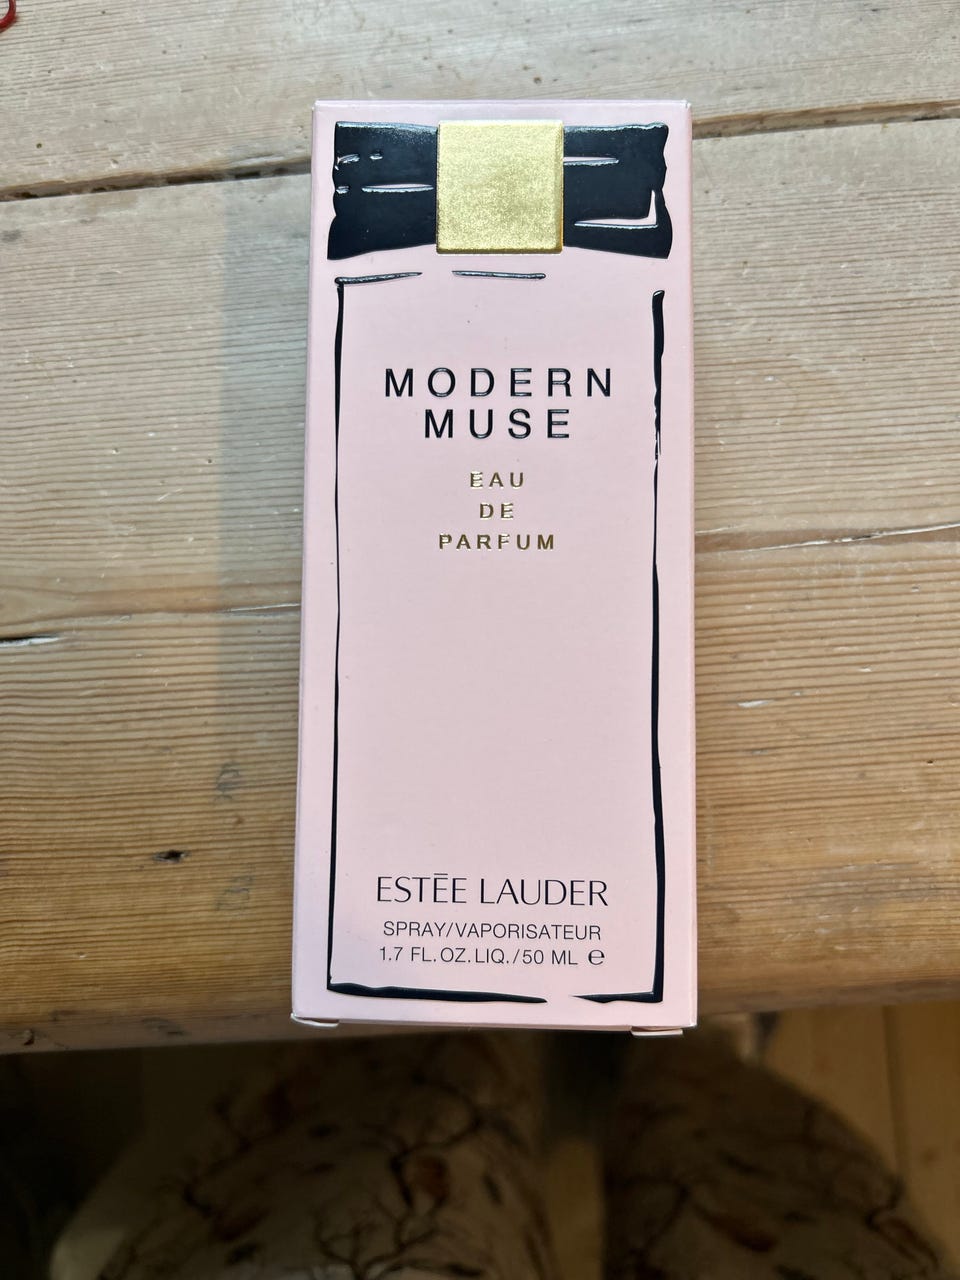 MODERN
MUSE
EAU
DE
PARFUM
ESTĒE LAUDER
SPRAY/VAPORISATEUR
1.7 FL.OZ.LIQ./50 ML ℮